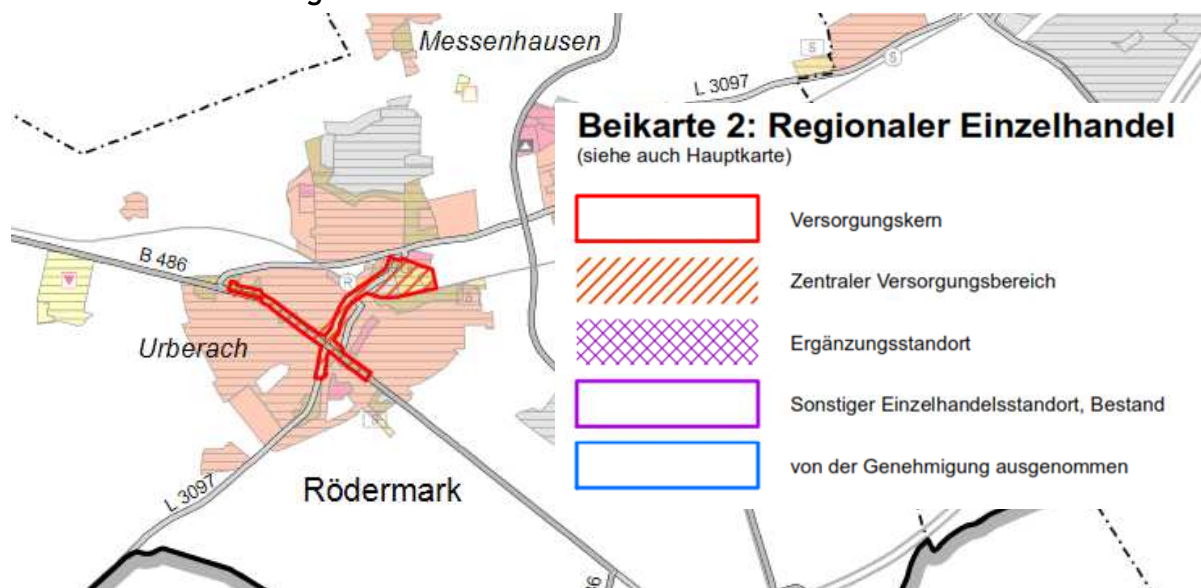 Messenhausen
S
S
L 3097
Beikarte 2: Regionaler Einzelhandel
(siehe auch Hauptkarte)
Versorgungskern
B 486
R
Zentraler Versorgungsbereich
Urberach
Ergänzungsstandort
Sonstiger Einzelhandelsstandort, Bestand
von der Genehmigung ausgenommen
Rödermark
L 3097